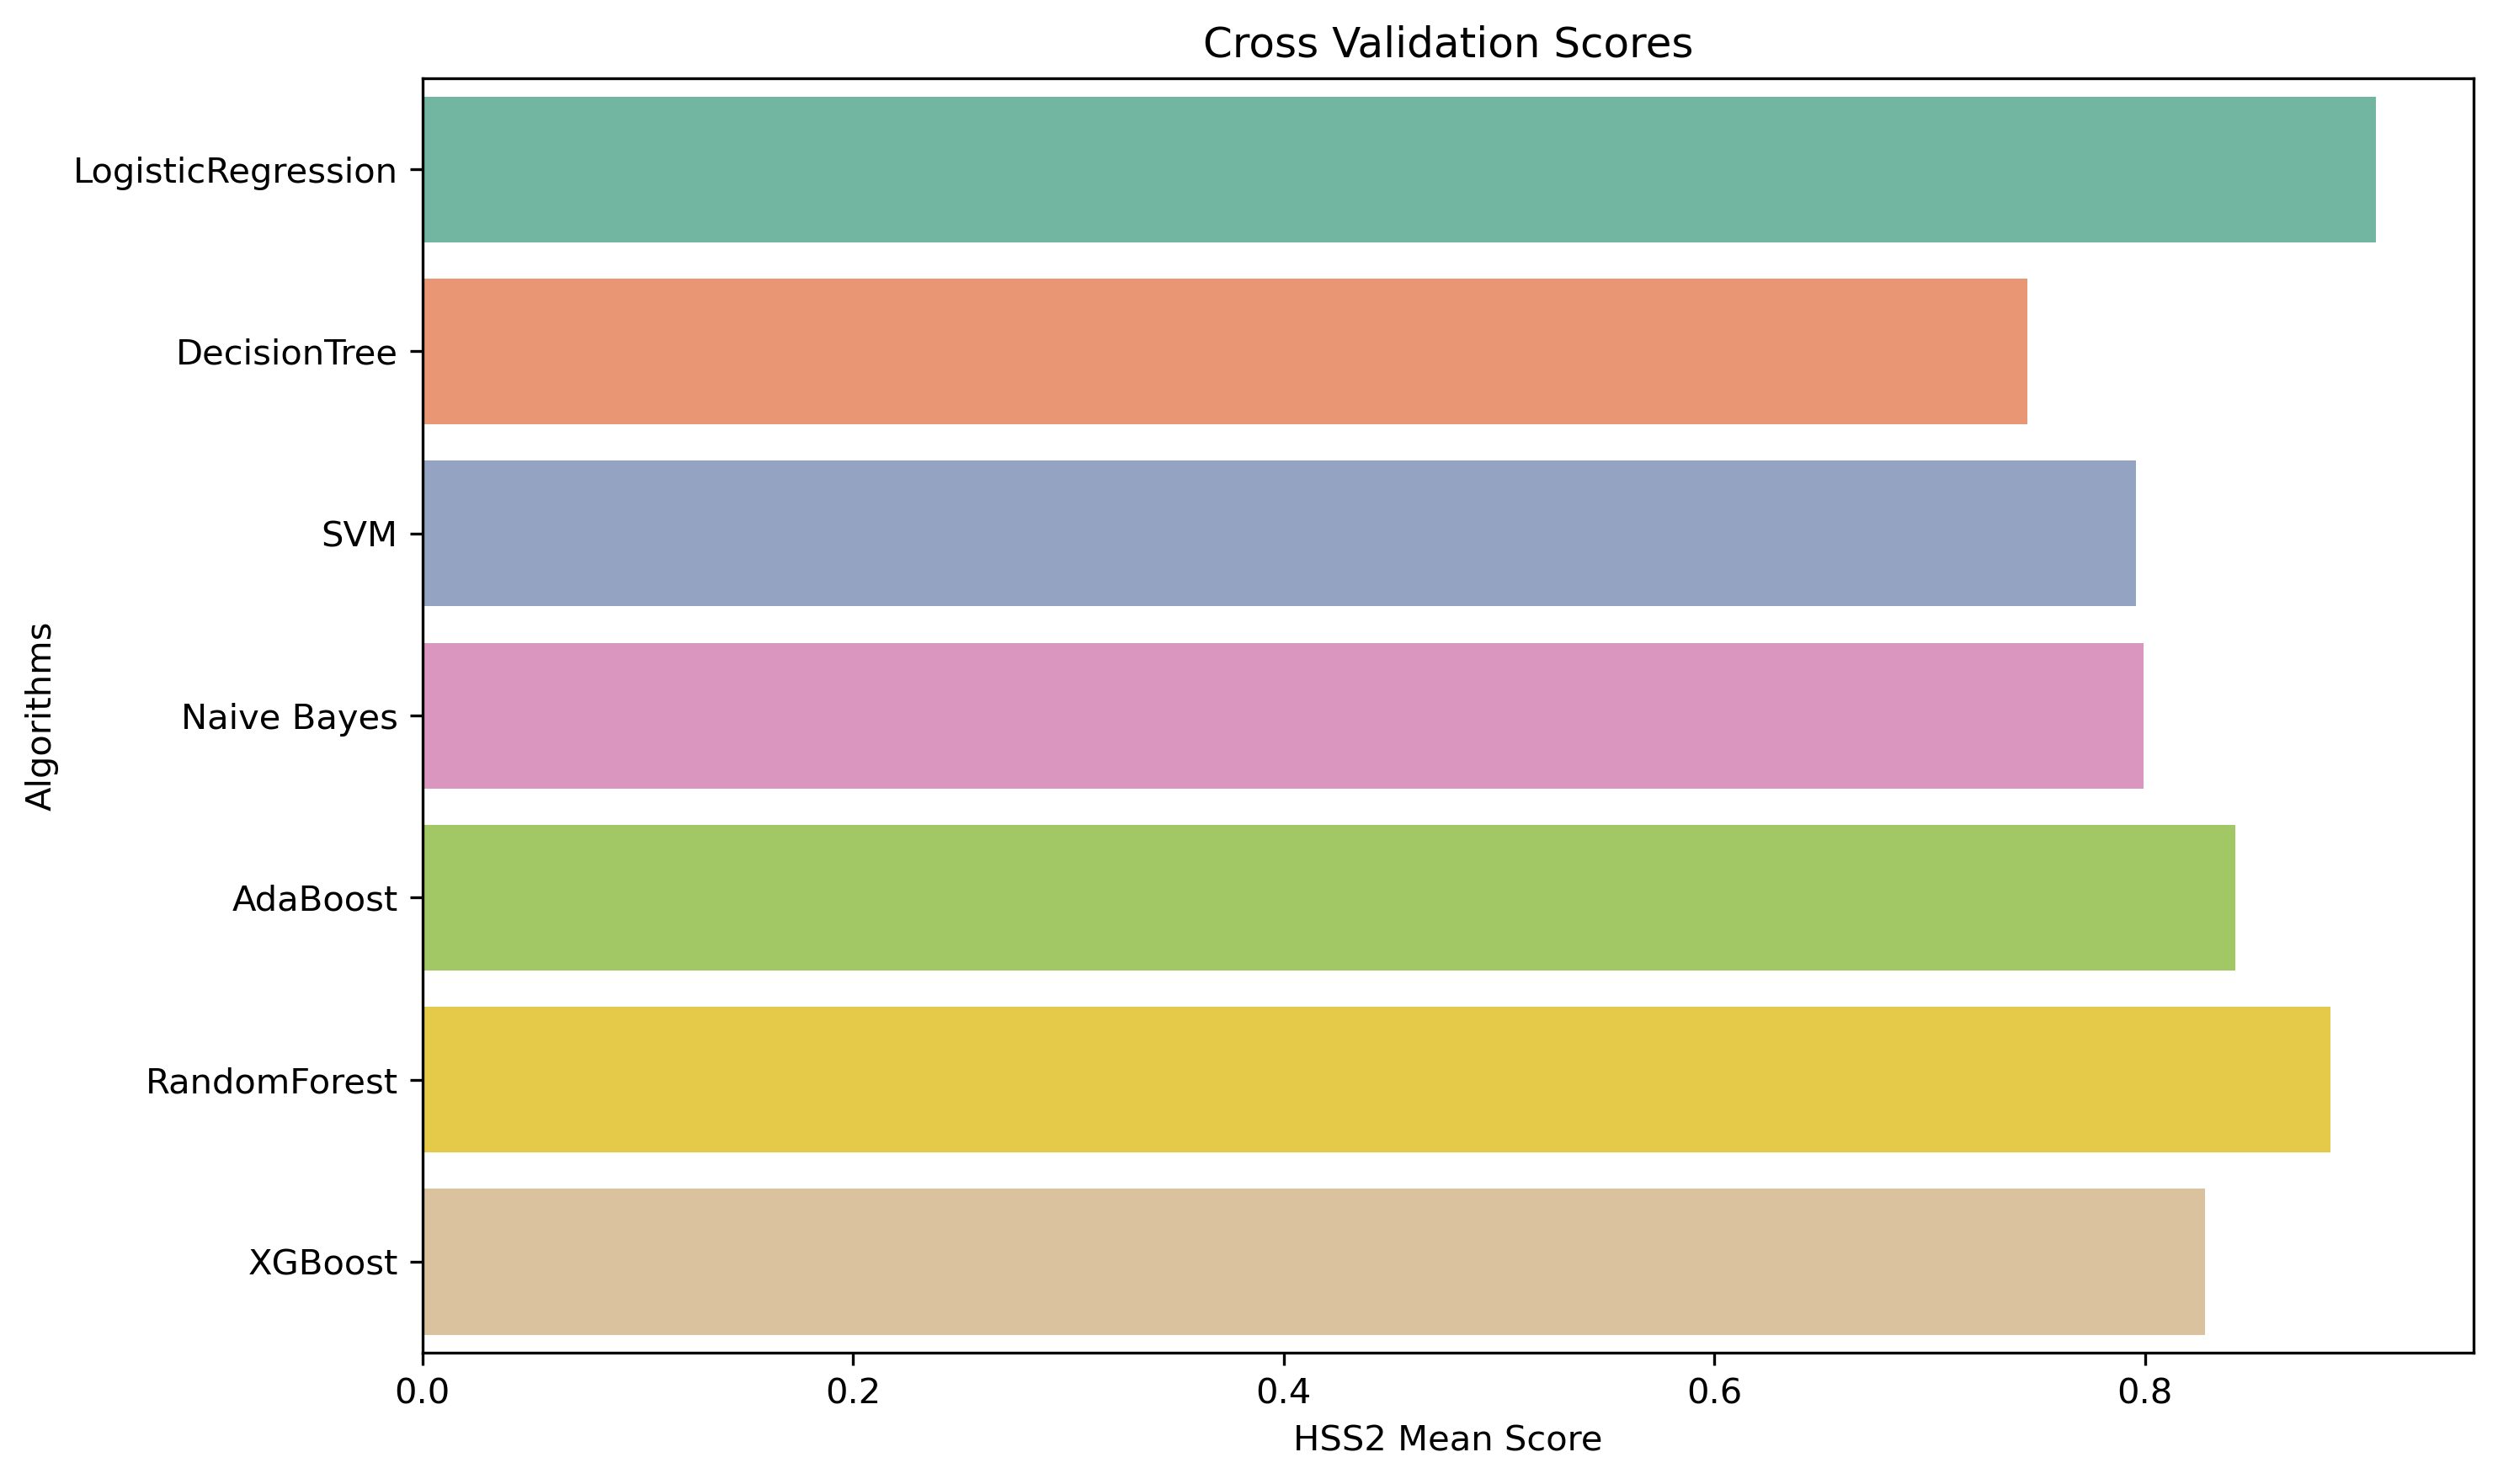 Cross Validation Scores
LogisticRegression
DecisionTree
SVM
Naive Bayes
AdaBoost
RandomForest
XGBoost
Algorithms
0.0 0.2 0.4 0.6 0.8
HSS2 Mean Score